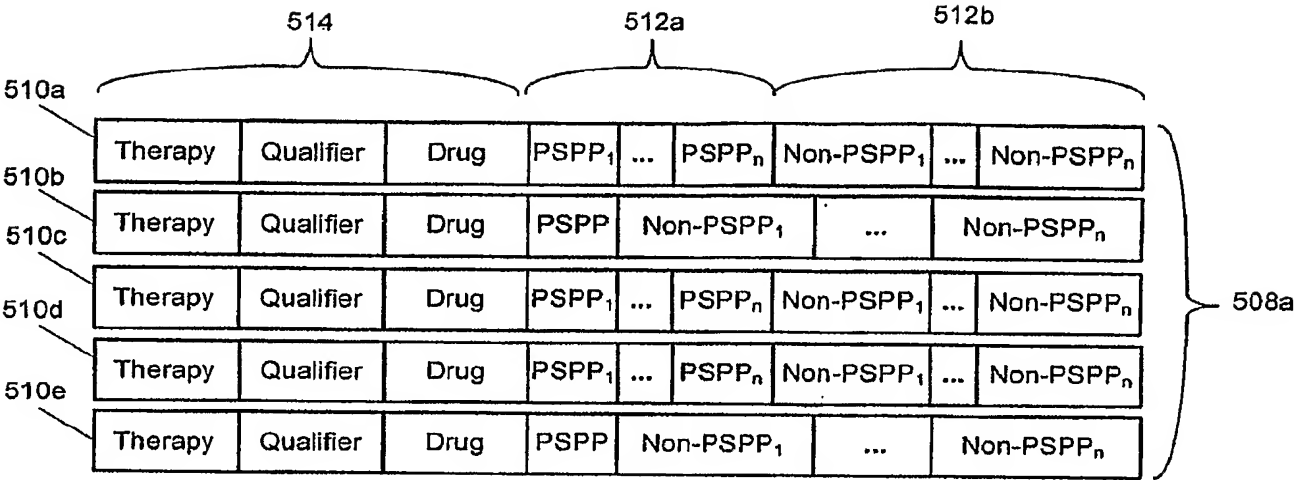 514 512a 512b
510a
Therapy Qualifier Drug PSPP₁ ... PSPPₙ Non-PSPP₁ ... Non-PSPPₙ
510b
Therapy Qualifier Drug PSPP Non-PSPP₁ ... Non-PSPPₙ
510c
Therapy Qualifier Drug PSPP₁ ... PSPPₙ Non-PSPP₁ ... Non-PSPPₙ
508a
510d
Therapy Qualifier Drug PSPP₁ ... PSPPₙ Non-PSPP₁ ... Non-PSPPₙ
510e
Therapy Qualifier Drug PSPP Non-PSPP₁ ... Non-PSPPₙ